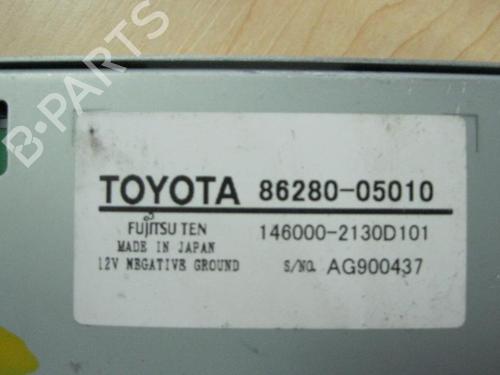 B-PARTS
TOYOTA 86280-05010
FUJITSU TEN 146000-2130D101
MADE IN JAPAN
12V NEGATIVE GROUND S/NO. AG900437